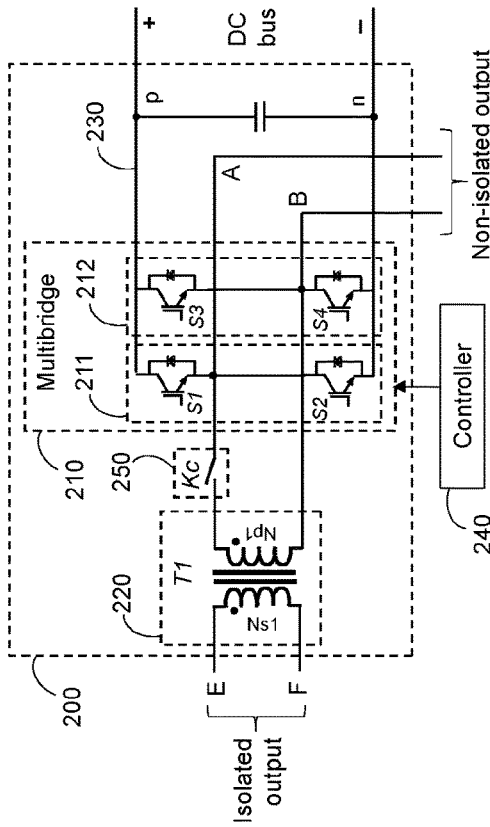 200
220
T1
Ns1
Np1
E
F
Isolated
output
250
Kc
210
211
212
Multibridge
S1
S2
S3
S4
230
A
B
p
n
+
DC
bus
–
Non-isolated output
240
Controller